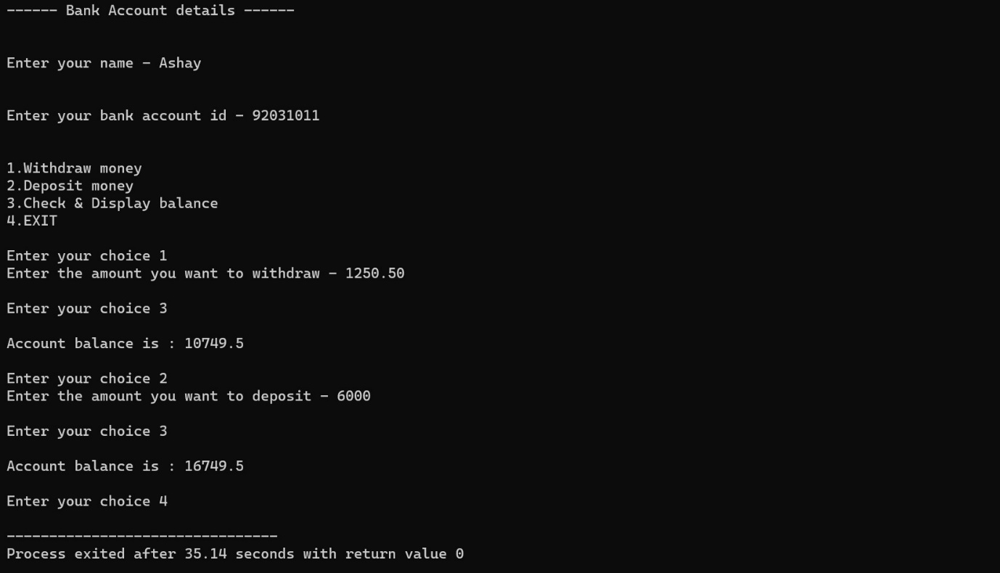 ------ Bank Account details ------
Enter your name - Ashay
Enter your bank account id - 92031011
1.Withdraw money
2.Deposit money
3.Check & Display balance
4.EXIT
Enter your choice 1
Enter the amount you want to withdraw - 1250.50
Enter your choice 3
Account balance is : 10749.5
Enter your choice 2
Enter the amount you want to deposit - 6000
Enter your choice 3
Account balance is : 16749.5
Enter your choice 4
--------------------------------
Process exited after 35.14 seconds with return value 0